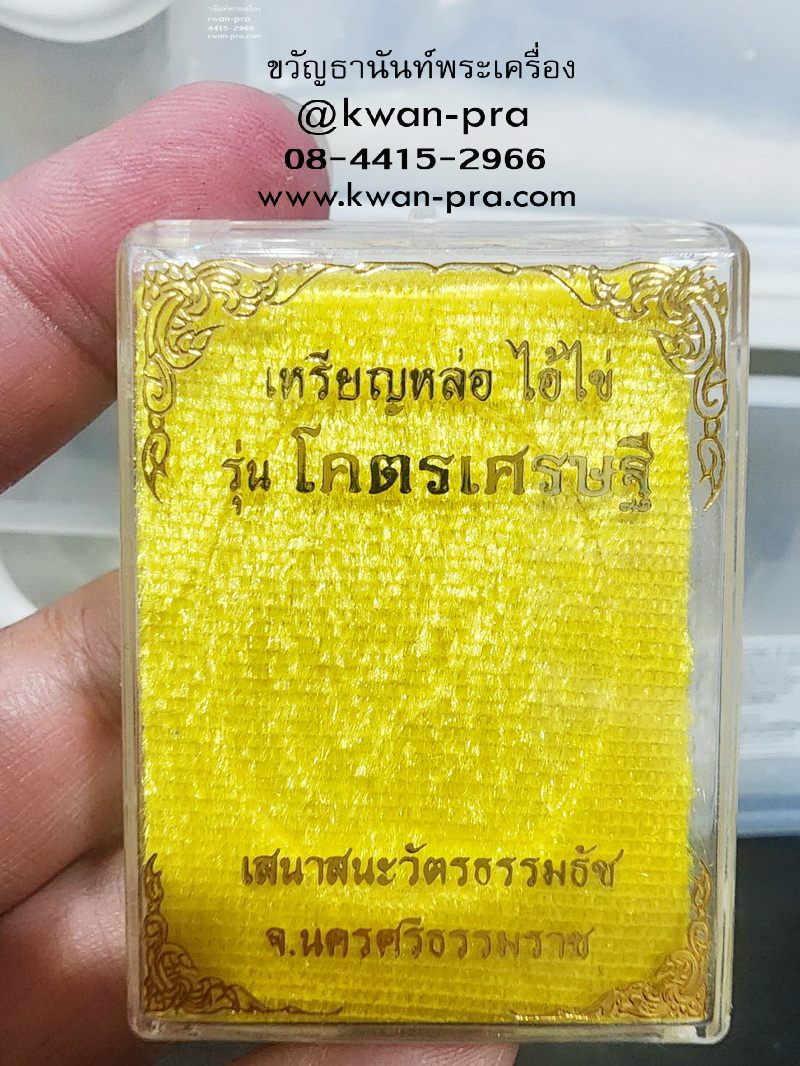 ขวัญธานันท์พระเครื่อง
@kwan-pra
08-4415-2966
www.kwan-pra.com
เหรียญหล่อ ไอ้ไข่
รุ่น โคตรเศรษฐี
เสนาสนะวัตรธรรมธัช
จ.นครศรีธรรมราช